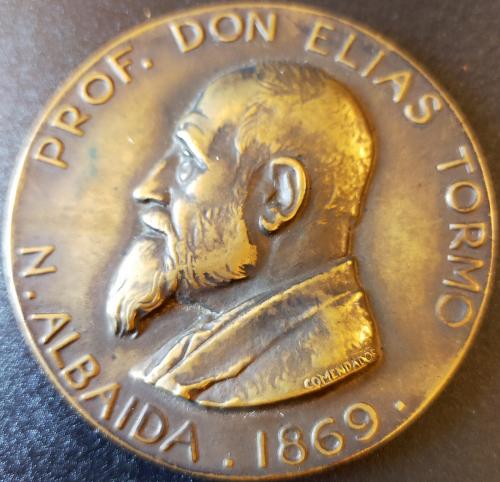 PROF. DON ELIAS TORMO
N. ALBAIDA . 1869 .
COMENDADOR